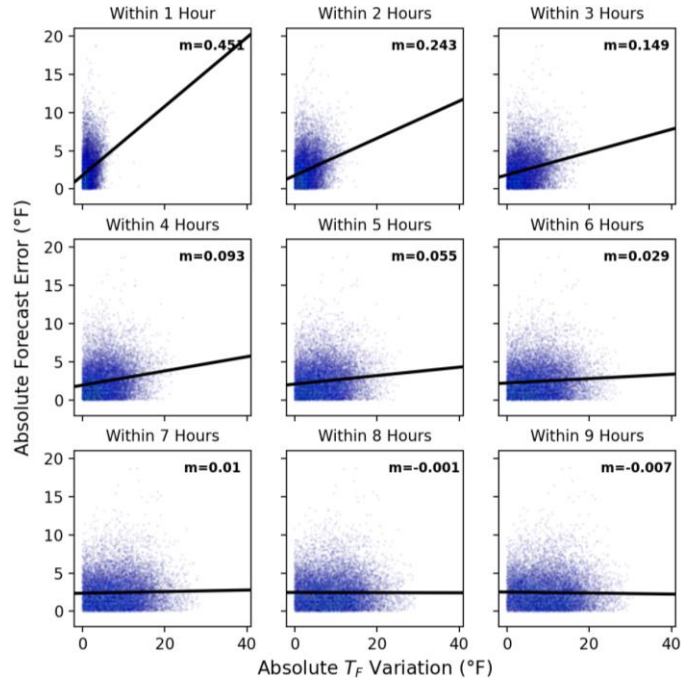 Within 1 Hour
Within 2 Hours
Within 3 Hours
20
15
10
5
0
m=0.451
m=0.243
m=0.149
Within 4 Hours
Within 5 Hours
Within 6 Hours
20
15
10
5
0
m=0.093
m=0.055
m=0.029
Within 7 Hours
Within 8 Hours
Within 9 Hours
20
15
10
5
0
m=0.01
m=-0.001
m=-0.007
0 20 40
0 20 40
0 20 40
Absolute Forecast Error (°F)
Absolute T_F Variation (°F)